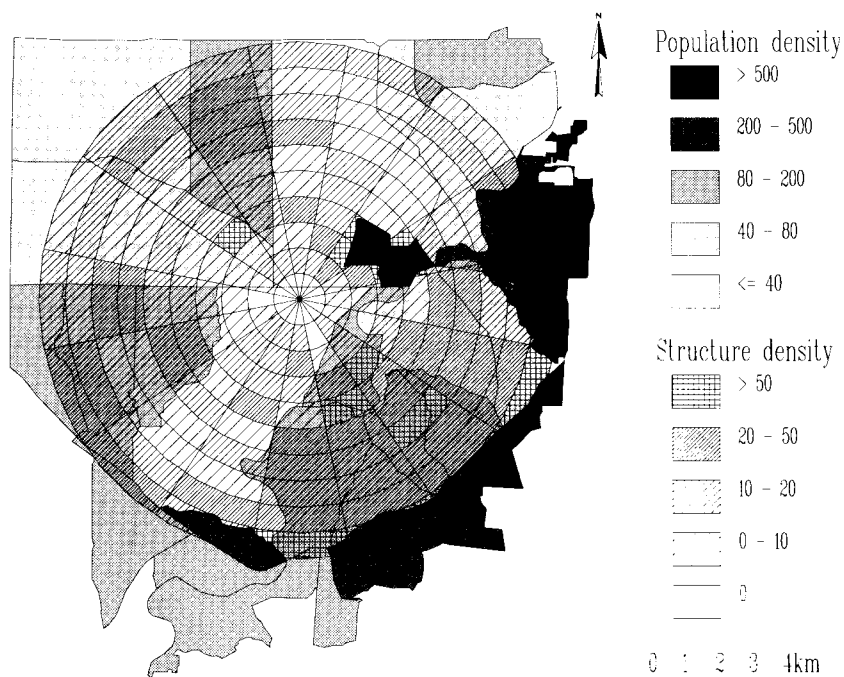 N
Population density
> 500
200 - 500
80 - 200
40 - 80
<= 40
Structure density
> 50
20 - 50
10 - 20
0 - 10
0
0 1 2 3 4km